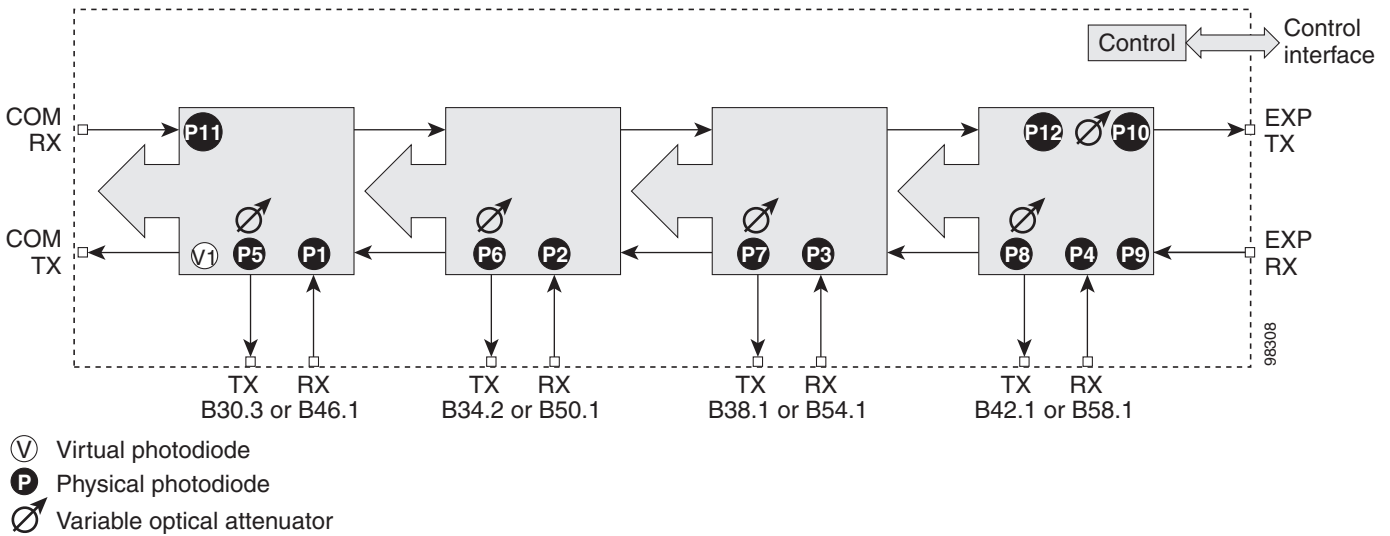 Control
Control
interface
COM
RX
P11
P12
P10
EXP
TX
COM
TX
V1
P5
P1
P6
P2
P7
P3
P8
P4
P9
EXP
RX
98308
TX RX
B30.3 or B46.1
TX RX
B34.2 or B50.1
TX RX
B38.1 or B54.1
TX RX
B42.1 or B58.1
V Virtual photodiode
P Physical photodiode
Variable optical attenuator